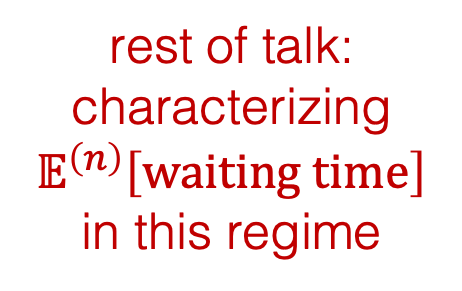 rest of talk:
characterizing
𝔼⁽ⁿ⁾[waiting time]
in this regime